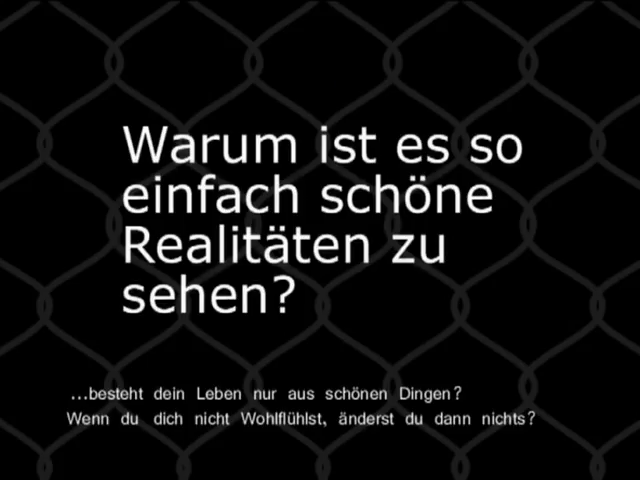 Warum ist es so
einfach schöne
Realitäten zu
sehen?
...besteht dein Leben nur aus schönen Dingen?
Wenn du dich nicht Wohlflühlst, änderst du dann nichts?